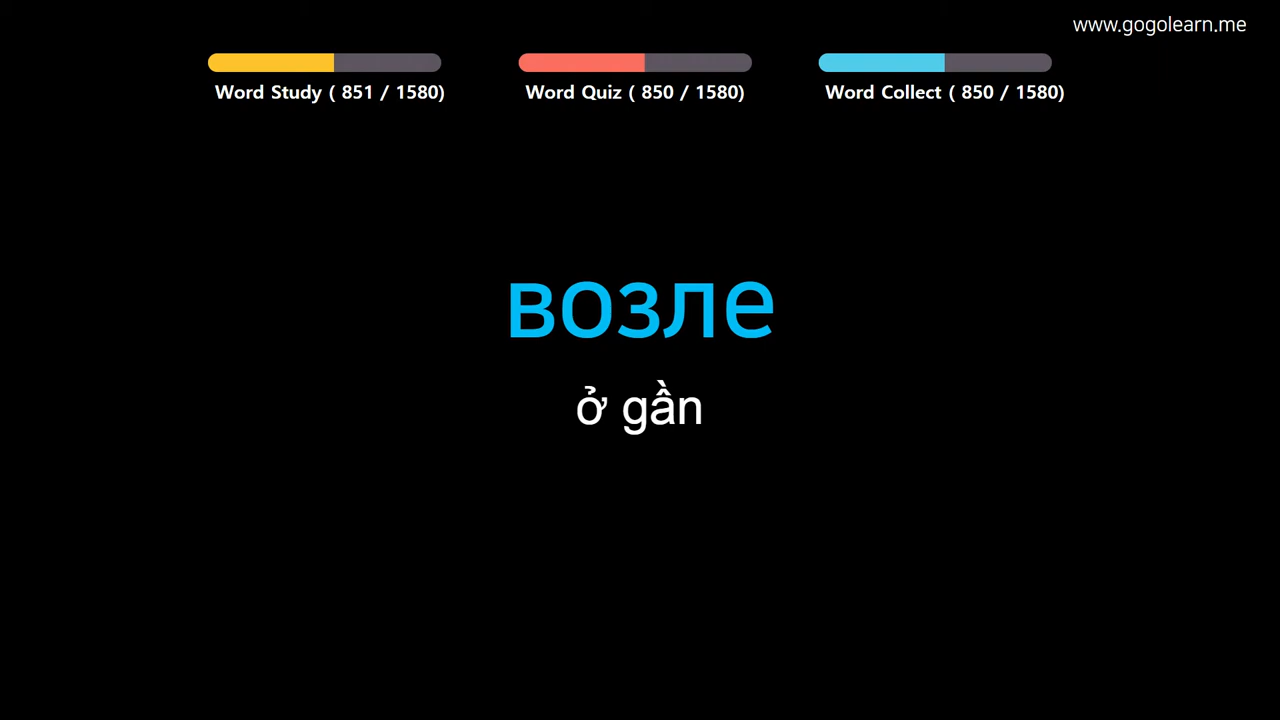 www.gogolearn.me
Word Study ( 851 / 1580)
Word Quiz ( 850 / 1580)
Word Collect ( 850 / 1580)
возле
ở gần